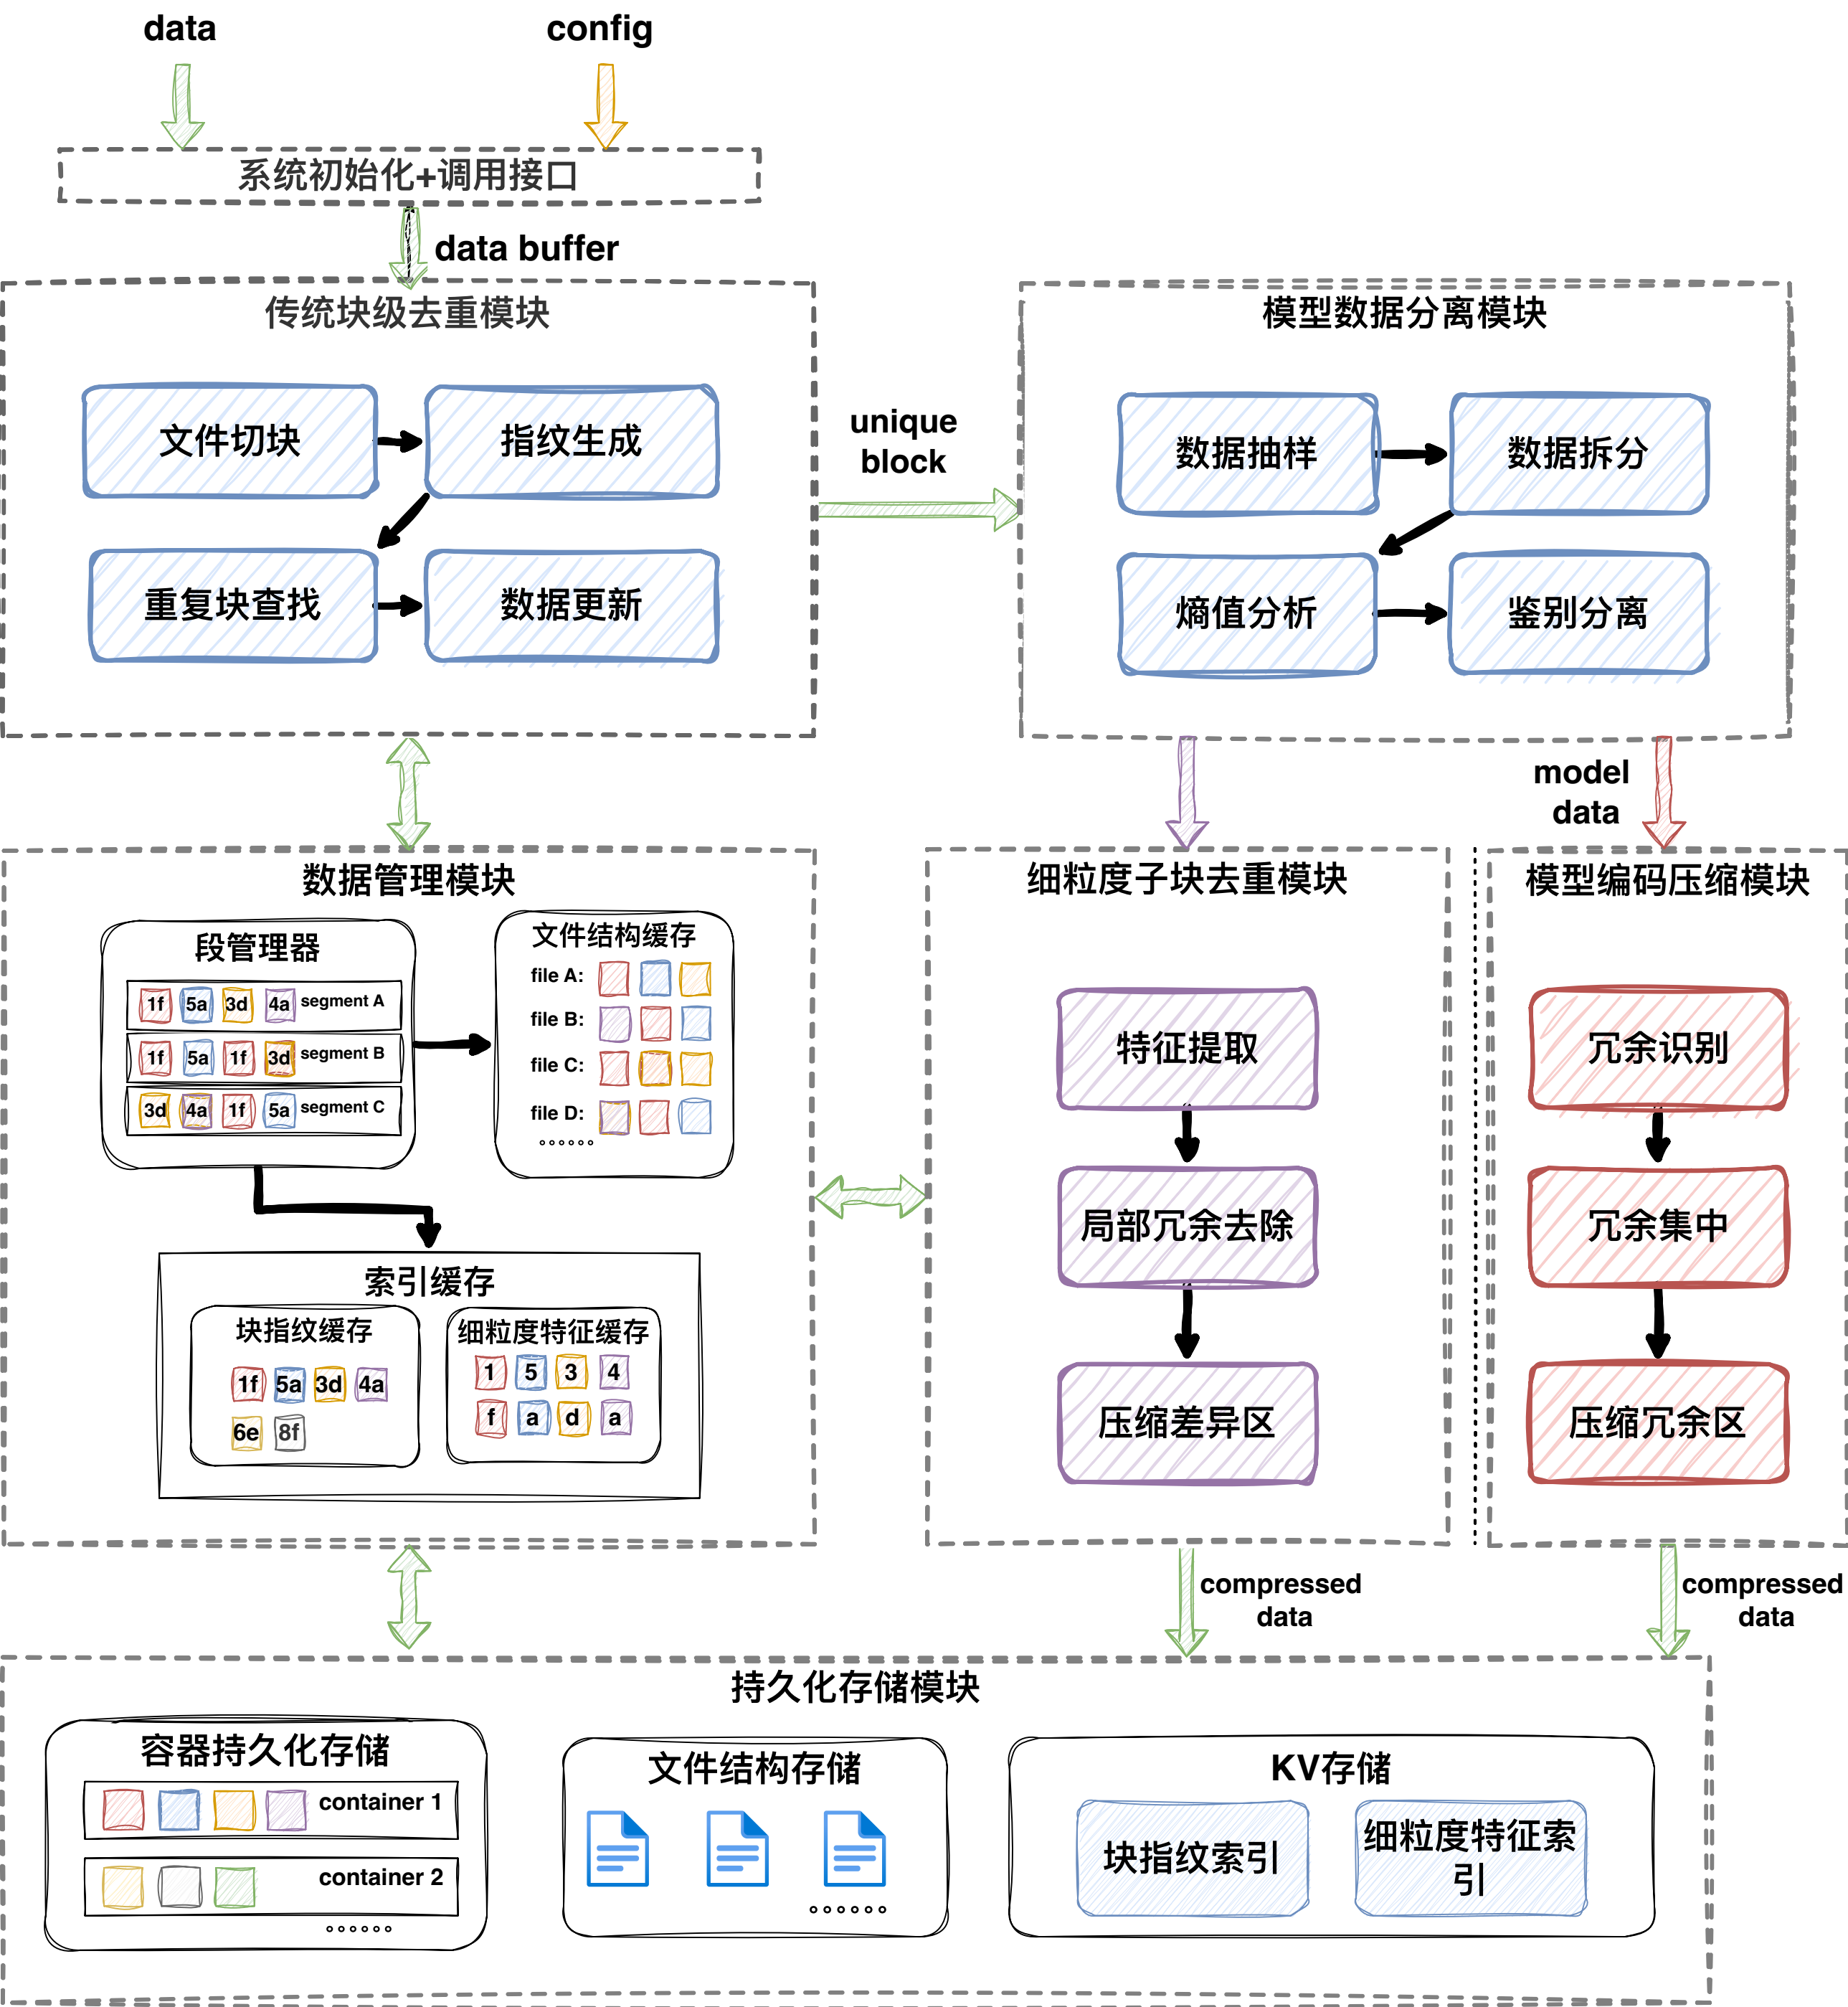 data
config
系统初始化+调用接口
data buffer
传统块级去重模块
文件切块
指纹生成
重复块查找
数据更新
unique
block
模型数据分离模块
数据抽样
数据拆分
熵值分析
鉴别分离
model
data
数据管理模块
段管理器
1f 5a 3d 4a segment A
1f 5a 1f 3d segment B
3d 4a 1f 5a segment C
文件结构缓存
file A:
file B:
file C:
file D:
索引缓存
块指纹缓存
1f 5a 3d 4a
6e 8f
细粒度特征缓存
1 5 3 4
f a d a
细粒度子块去重模块
特征提取
局部冗余去除
压缩差异区
模型编码压缩模块
冗余识别
冗余集中
压缩冗余区
compressed
data
compressed
data
持久化存储模块
容器持久化存储
container 1
container 2
文件结构存储
KV存储
块指纹索引
细粒度特征索
引